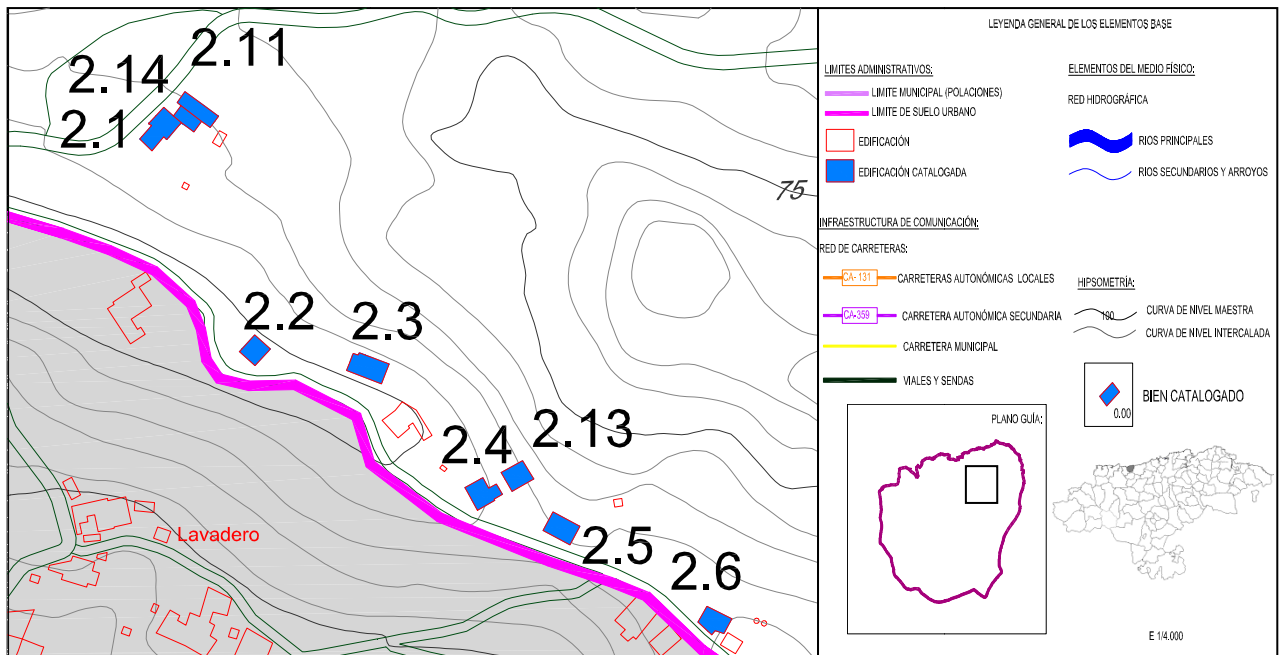 2.11
2.14
2.1
75
2.2
2.3
2.13
2.4
2.5
2.6
Lavadero
LEYENDA GENERAL DE LOS ELEMENTOS BASE
LIMITES ADMINISTRATIVOS:
LIMITE MUNICIPAL (POLACIONES)
LIMITE DE SUELO URBANO
EDIFICACIÓN
EDIFICACIÓN CATALOGADA
ELEMENTOS DEL MEDIO FÍSICO:
RED HIDROGRÁFICA
RIOS PRINCIPALES
RIOS SECUNDARIOS Y ARROYOS
INFRAESTRUCTURA DE COMUNICACIÓN:
RED DE CARRETERAS:
CA- 131
CARRETERAS AUTONÓMICAS LOCALES
CA-359
CARRETERA AUTONÓMICA SECUNDARIA
CARRETERA MUNICIPAL
VIALES Y SENDAS
HIPSOMETRÍA:
100
CURVA DE NIVEL MAESTRA
CURVA DE NIVEL INTERCALADA
0.00
BIEN CATALOGADO
PLANO GUÍA:
E 1/4.000